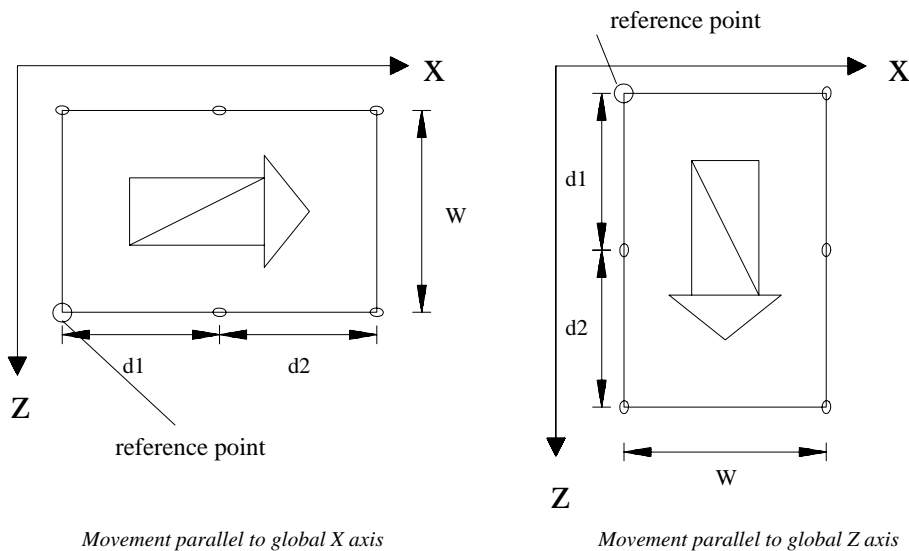 reference point
X
W
d1
d2
Z
reference point
Movement parallel to global X axis
X
d1
d2
W
Z
Movement parallel to global Z axis